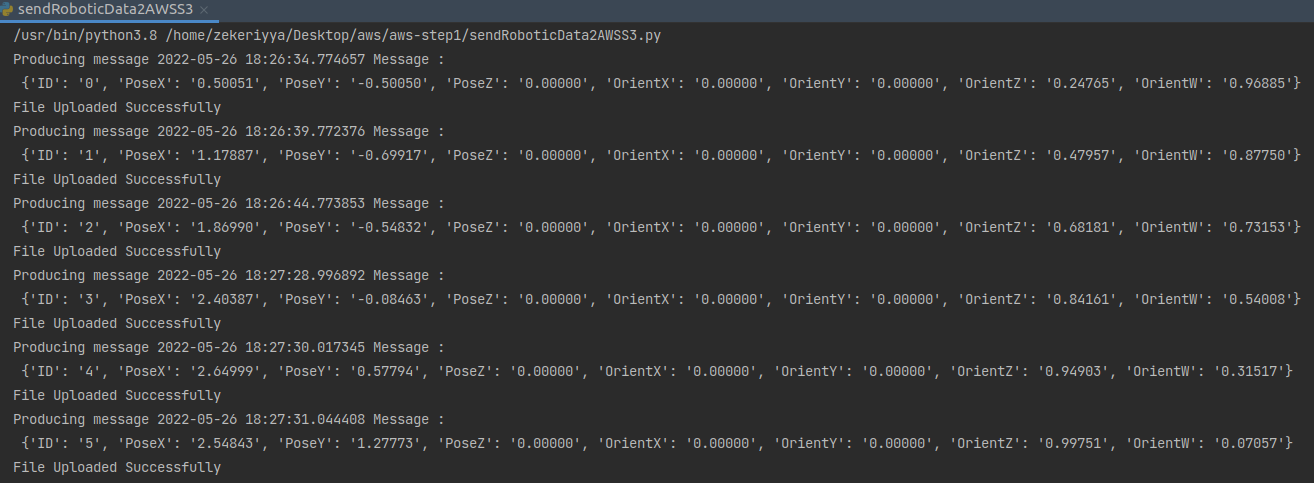 sendRoboticData2AWSS3 ×
/usr/bin/python3.8 /home/zekeriyya/Desktop/aws/aws-step1/sendRoboticData2AWSS3.py
Producing message 2022-05-26 18:26:34.774657 Message :
{'ID': '0', 'PoseX': '0.50051', 'PoseY': '-0.50050', 'PoseZ': '0.00000', 'OrientX': '0.00000', 'OrientY': '0.00000', 'OrientZ': '0.24765', 'OrientW': '0.96885'}
File Uploaded Successfully
Producing message 2022-05-26 18:26:39.772376 Message :
{'ID': '1', 'PoseX': '1.17887', 'PoseY': '-0.69917', 'PoseZ': '0.00000', 'OrientX': '0.00000', 'OrientY': '0.00000', 'OrientZ': '0.47957', 'OrientW': '0.87750'}
File Uploaded Successfully
Producing message 2022-05-26 18:26:44.773853 Message :
{'ID': '2', 'PoseX': '1.86990', 'PoseY': '-0.54832', 'PoseZ': '0.00000', 'OrientX': '0.00000', 'OrientY': '0.00000', 'OrientZ': '0.68181', 'OrientW': '0.73153'}
File Uploaded Successfully
Producing message 2022-05-26 18:27:28.996892 Message :
{'ID': '3', 'PoseX': '2.40387', 'PoseY': '-0.08463', 'PoseZ': '0.00000', 'OrientX': '0.00000', 'OrientY': '0.00000', 'OrientZ': '0.84161', 'OrientW': '0.54008'}
File Uploaded Successfully
Producing message 2022-05-26 18:27:30.017345 Message :
{'ID': '4', 'PoseX': '2.64999', 'PoseY': '0.57794', 'PoseZ': '0.00000', 'OrientX': '0.00000', 'OrientY': '0.00000', 'OrientZ': '0.94903', 'OrientW': '0.31517'}
File Uploaded Successfully
Producing message 2022-05-26 18:27:31.044408 Message :
{'ID': '5', 'PoseX': '2.54843', 'PoseY': '1.27773', 'PoseZ': '0.00000', 'OrientX': '0.00000', 'OrientY': '0.00000', 'OrientZ': '0.99751', 'OrientW': '0.07057'}
File Uploaded Successfully